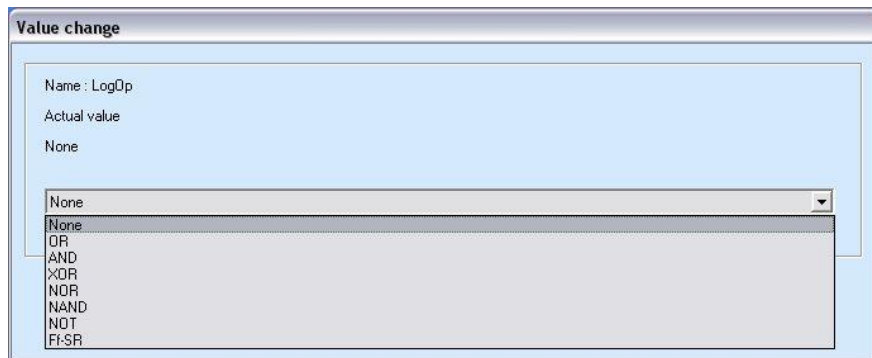 Value change
Name : LogOp
Actual value
None
None
None
OR
AND
XOR
NOR
NAND
NOT
Ff-SR